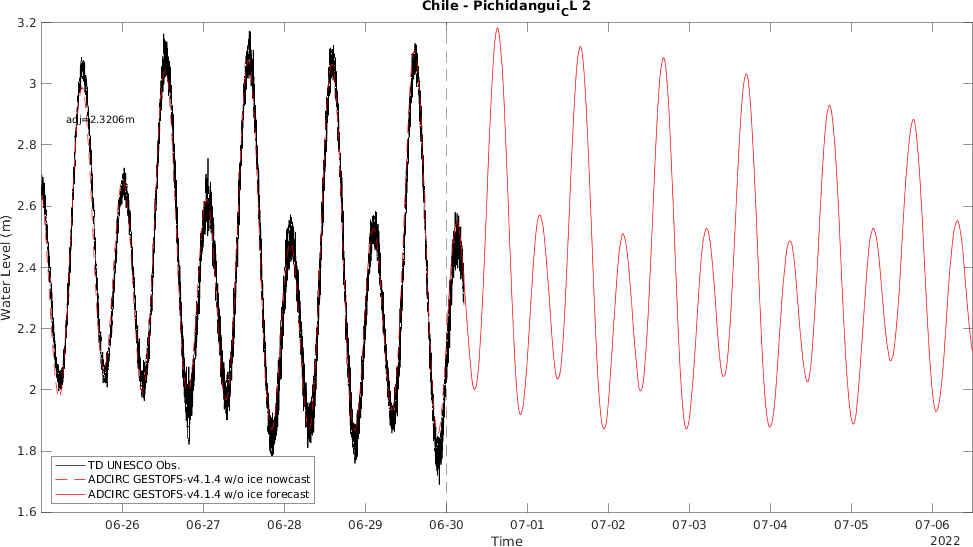 Chile - Pichidangui_CL 2
Water Level (m)
3.2
3
2.8
2.6
2.4
2.2
2
1.8
1.6
adj=2.3206m
TD UNESCO Obs.
ADCIRC GESTOFS-v4.1.4 w/o ice nowcast
ADCIRC GESTOFS-v4.1.4 w/o ice forecast
06-26 06-27 06-28 06-29 06-30 07-01 07-02 07-03 07-04 07-05 07-06
Time
2022